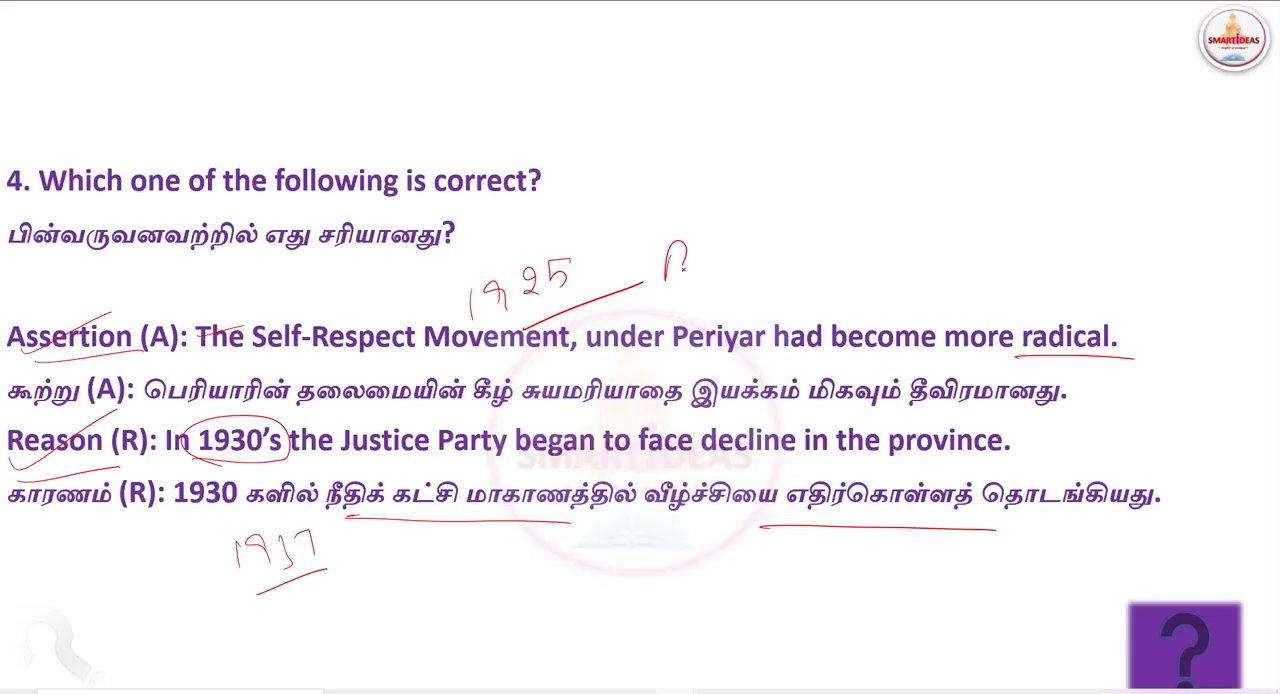 SMARTIDEAS
4. Which one of the following is correct?
பின்வருவனவற்றில் எது சரியானது?
1925
Assertion (A): The Self-Respect Movement, under Periyar had become more radical.
கூற்று (A): பெரியாரின் தலைமையின் கீழ் சுயமரியாதை இயக்கம் மிகவும் தீவிரமானது.
Reason (R): In 1930's the Justice Party began to face decline in the province.
காரணம் (R): 1930 களில் நீதிக் கட்சி மாகாணத்தில் வீழ்ச்சியை எதிர்கொள்ளத் தொடங்கியது.
1937
SMARTIDEAS
?